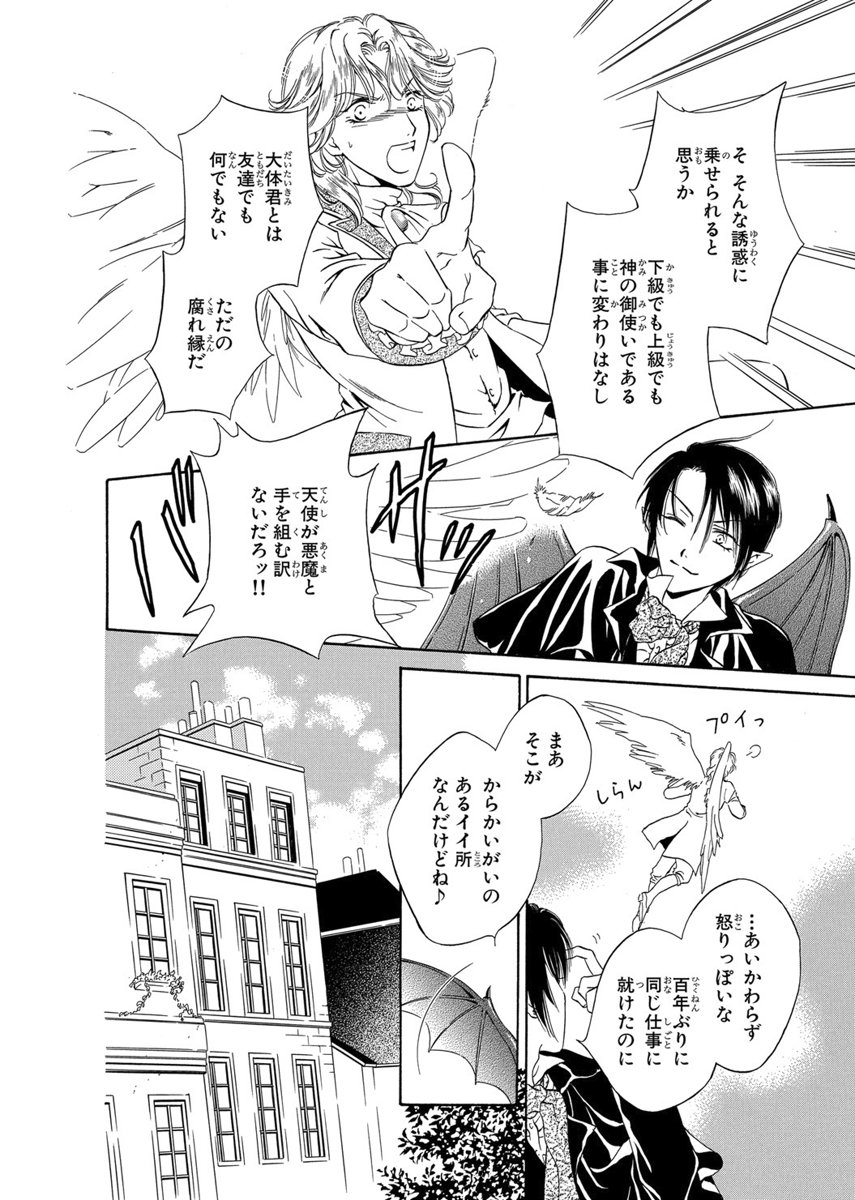 そ そんな誘惑に
乗せられると
思うか
下級でも上級でも
神の御使いである
事に変わりはなし
大体君とは
友達でも
何でもない
ただの
腐れ縁だ
天使が悪魔と
手を組む訳
ないだろッ!!
ガミ
ガミ
プイっ
しらん
…あいかわらず
怒りっぽいな
百年ぶりに
同じ仕事に
就けたのに
まあ
そこが
からかいがいの
あるイイ所
なんだけどね♪